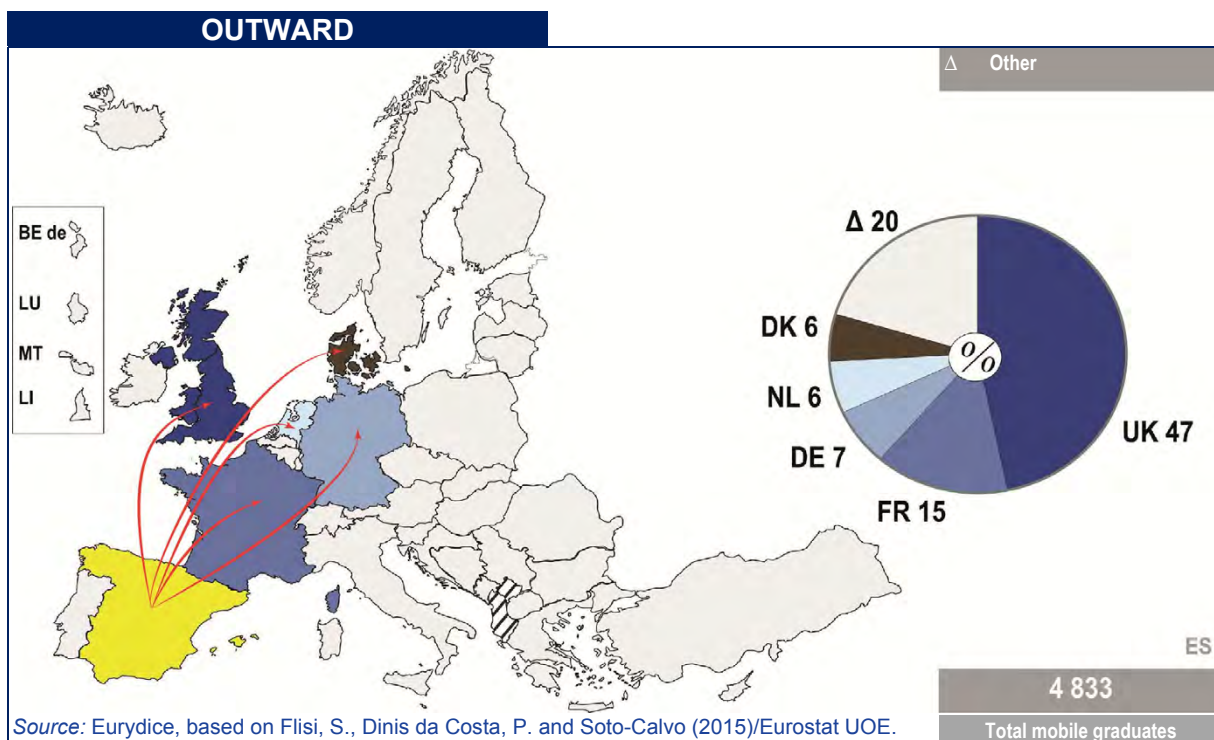 OUTWARD
Δ Other
BE de
LU
MT
LI
Δ 20
DK 6
NL 6
DE 7
FR 15
UK 47
%
ES
4 833
Total mobile graduates
Source: Eurydice, based on Flisi, S., Dinis da Costa, P. and Soto-Calvo (2015)/Eurostat UOE.